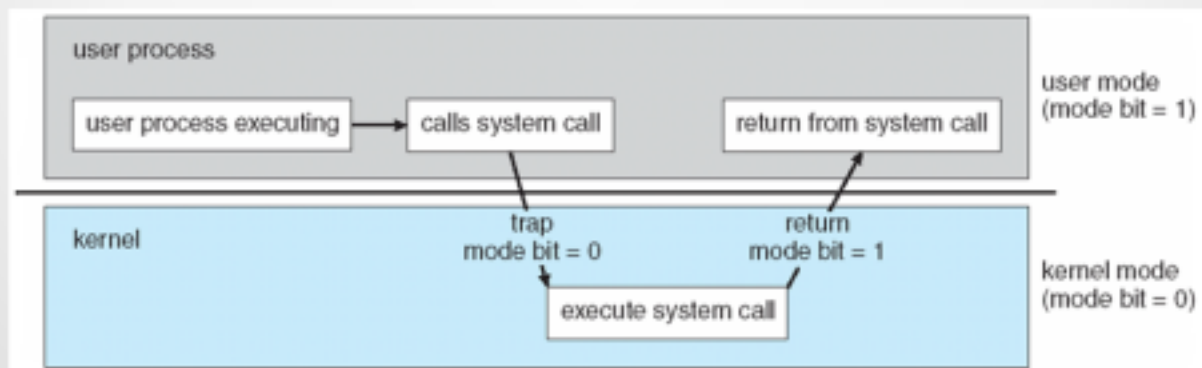 user process
user process executing
calls system call
return from system call
user mode
(mode bit = 1)
kernel
trap
mode bit = 0
return
mode bit = 1
execute system call
kernel mode
(mode bit = 0)